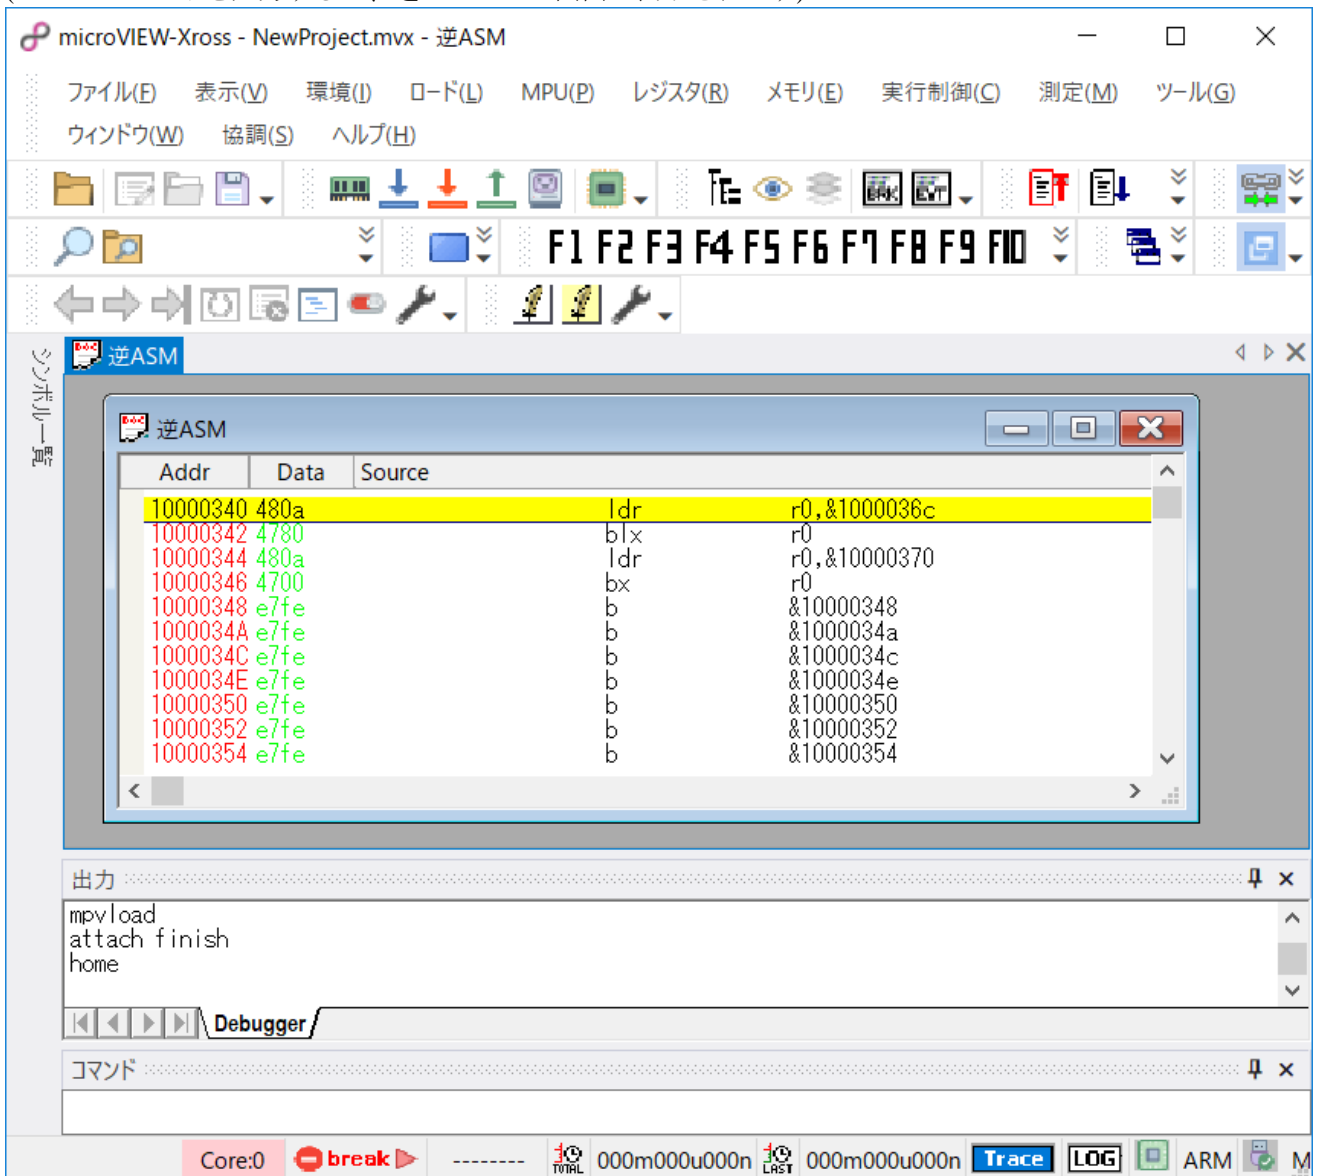 microVIEW-Xross - NewProject.mvx - 逆ASM
ファイル(F) 表示(V) 環境(I) ロード(L) MPU(P) レジスタ(R) メモリ(E) 実行制御(C) 測定(M) ツール(G)
ウィンドウ(W) 協調(S) ヘルプ(H)
BRK EVT
F1 F2 F3 F4 F5 F6 F7 F8 F9 F10
シンボル一覧
逆ASM
逆ASM
Addr Data Source
10000340 480a ldr r0,&1000036c
10000342 4780 blx r0
10000344 480a ldr r0,&10000370
10000346 4700 bx r0
10000348 e7fe b &10000348
1000034A e7fe b &1000034a
1000034C e7fe b &1000034c
1000034E e7fe b &1000034e
10000350 e7fe b &10000350
10000352 e7fe b &10000352
10000354 e7fe b &10000354
出力
mpvload
attach finish
home
Debugger
コマンド
Core:0 break -------- TOTAL 000m000u000n LAST 000m000u000n Trace LOG ARM M